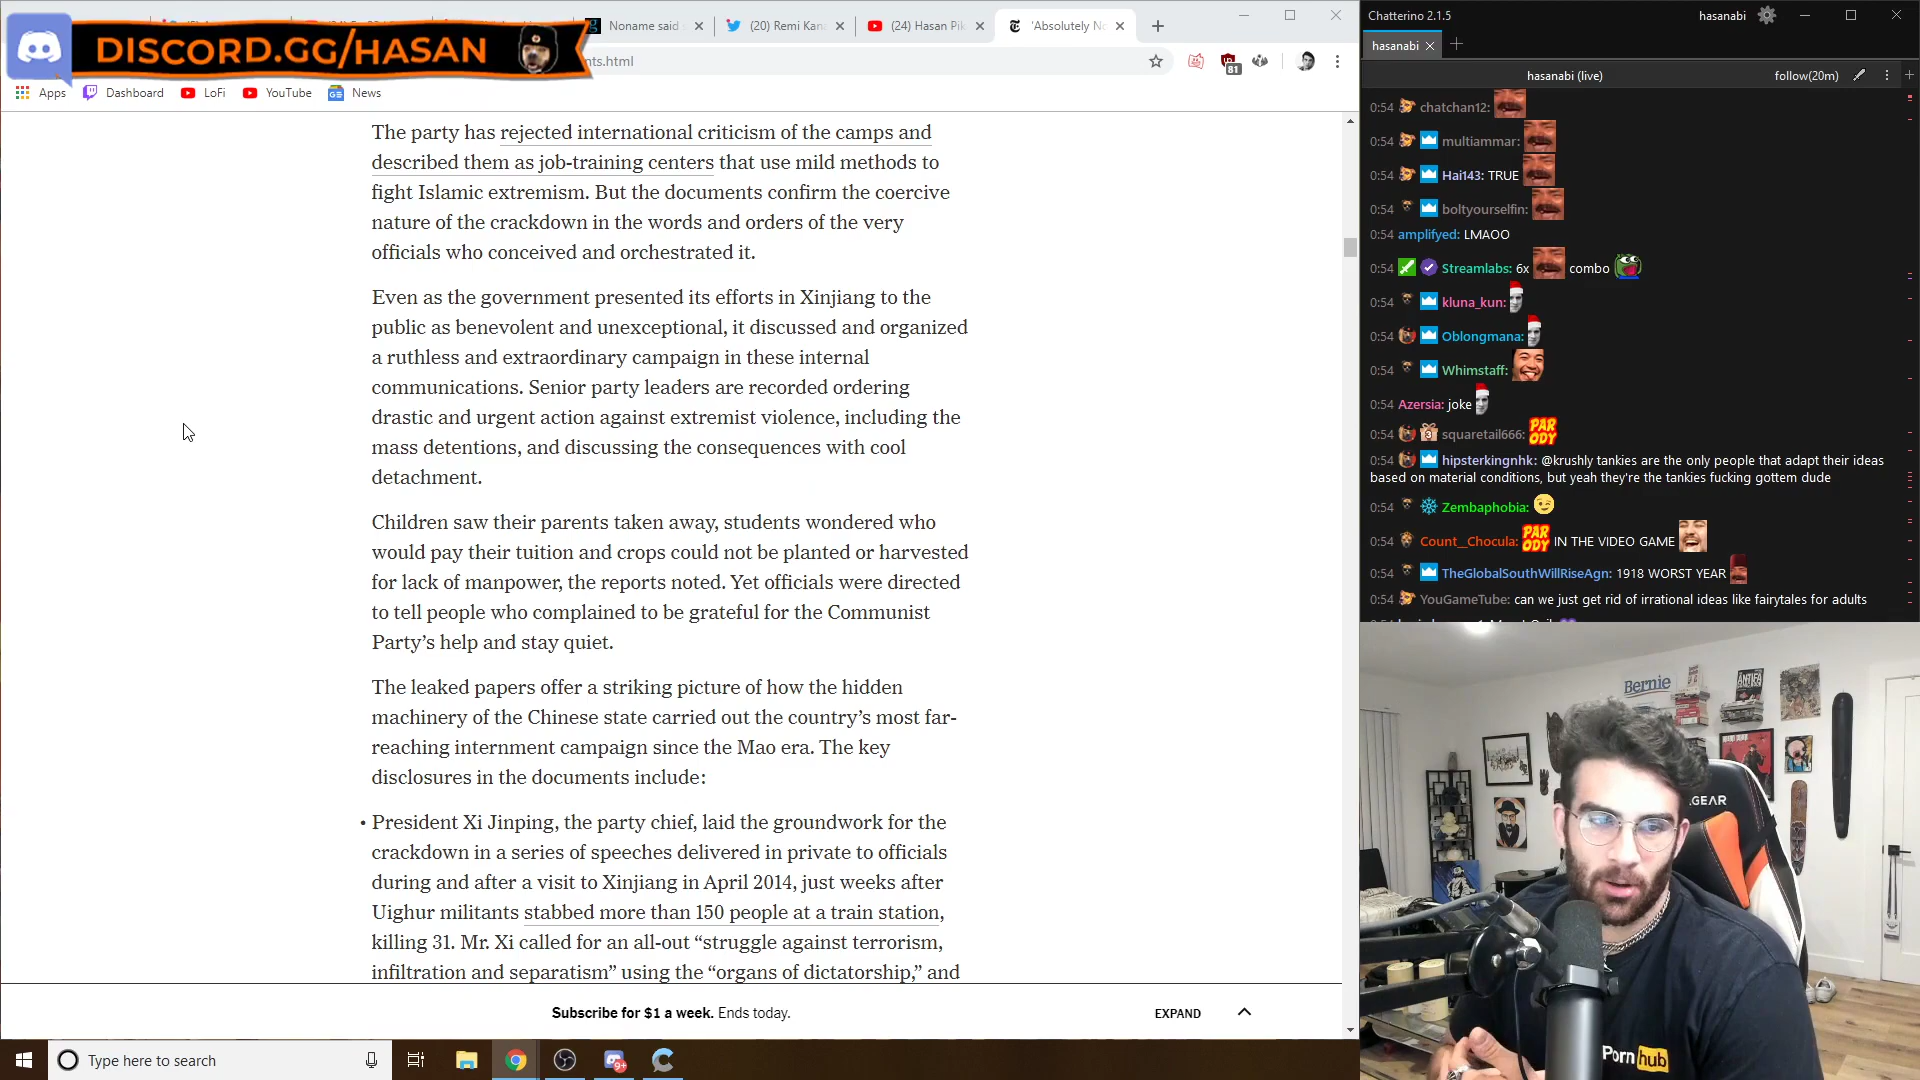 Noname said
(20) Remi Kan
(24) Hasan Pik
'Absolutely No
DISCORD.GG/HASAN
nts.html
81
Apps
Dashboard
LoFi
YouTube
News
The party has rejected international criticism of the camps and
described them as job-training centers that use mild methods to
fight Islamic extremism. But the documents confirm the coercive
nature of the crackdown in the words and orders of the very
officials who conceived and orchestrated it.
Even as the government presented its efforts in Xinjiang to the
public as benevolent and unexceptional, it discussed and organized
a ruthless and extraordinary campaign in these internal
communications. Senior party leaders are recorded ordering
drastic and urgent action against extremist violence, including the
mass detentions, and discussing the consequences with cool
detachment.
Children saw their parents taken away, students wondered who
would pay their tuition and crops could not be planted or harvested
for lack of manpower, the reports noted. Yet officials were directed
to tell people who complained to be grateful for the Communist
Party’s help and stay quiet.
The leaked papers offer a striking picture of how the hidden
machinery of the Chinese state carried out the country’s most far-
reaching internment campaign since the Mao era. The key
disclosures in the documents include:
• President Xi Jinping, the party chief, laid the groundwork for the
crackdown in a series of speeches delivered in private to officials
during and after a visit to Xinjiang in April 2014, just weeks after
Uighur militants stabbed more than 150 people at a train station,
killing 31. Mr. Xi called for an all-out “struggle against terrorism,
infiltration and separatism” using the “organs of dictatorship,” and
Subscribe for $1 a week. Ends today.
EXPAND
Type here to search
9+
Chatterino 2.1.5
hasanabi
hasanabi
hasanabi (live)
follow(20m)
0:54 chatchan12:
0:54 multiammar:
0:54 Hai143: TRUE
0:54 boltyourselfin:
0:54 amplifyed: LMAOO
0:54 Streamlabs: 6x combo
0:54 kluna_kun:
0:54 Oblongmana:
0:54 Whimstaff:
0:54 Azersia: joke
0:54 squaretail666: PARODY
0:54 hipsterkingnhk: @krushly tankies are the only people that adapt their ideas
based on material conditions, but yeah they're the tankies fucking gottem dude
0:54 Zembaphobia:
0:54 Count__Chocula: PARODY IN THE VIDEO GAME
0:54 TheGlobalSouthWillRiseAgn: 1918 WORST YEAR
0:54 YouGameTube: can we just get rid of irrational ideas like fairytales for adults
Bernie
ANTIFA
GEAR
Pornhub